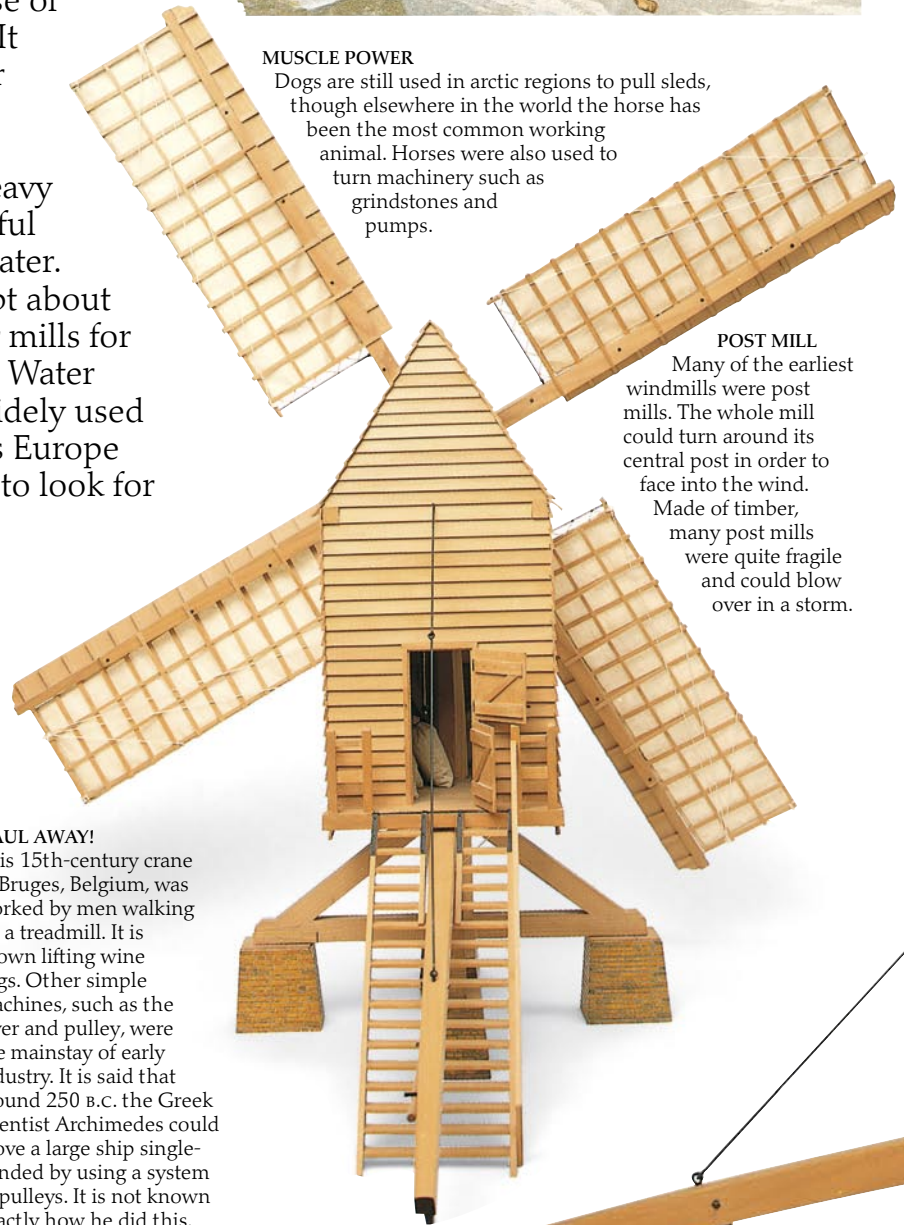 se of
It
r
eavy
ful
ater.
about
mills for
Water
idely used
s Europe
to look for
MUSCLE POWER
Dogs are still used in arctic regions to pull sleds,
though elsewhere in the world the horse has
been the most common working
animal. Horses were also used to
turn machinery such as
grindstones and
pumps.
POST MILL
Many of the earliest
windmills were post
mills. The whole mill
could turn around its
central post in order to
face into the wind.
Made of timber,
many post mills
were quite fragile
and could blow
over in a storm.
AUL AWAY!
is 15th-century crane
Bruges, Belgium, was
orked by men walking
a treadmill. It is
own lifting wine
gs. Other simple
achines, such as the
ver and pulley, were
e mainstay of early
dustry. It is said that
ound 250 B.C. the Greek
entist Archimedes could
ove a large ship single-
nded by using a system
pulleys. It is not known
actly how he did this.